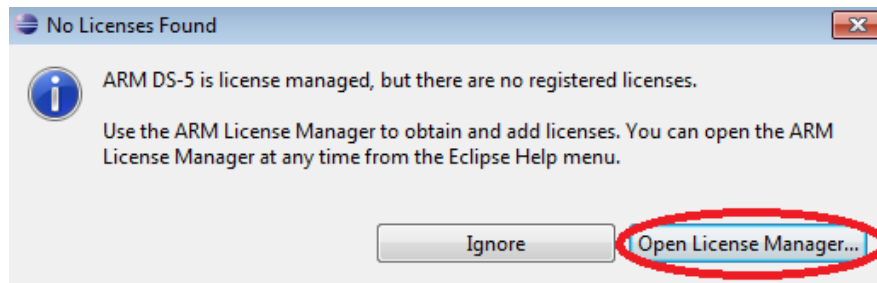 No Licenses Found
ARM DS-5 is license managed, but there are no registered licenses.
Use the ARM License Manager to obtain and add licenses. You can open the ARM
License Manager at any time from the Eclipse Help menu.
Ignore
Open License Manager...